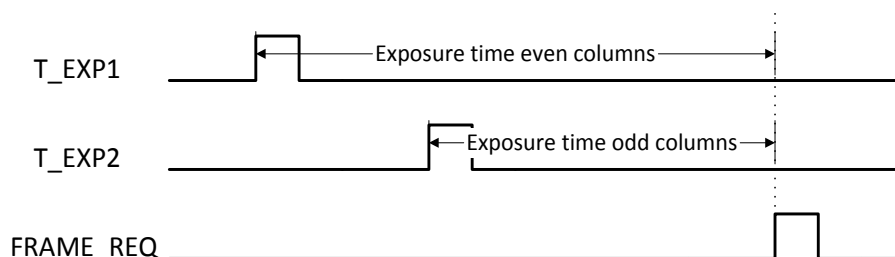 T_EXP1
Exposure time even columns
T_EXP2
Exposure time odd columns
FRAME_REQ